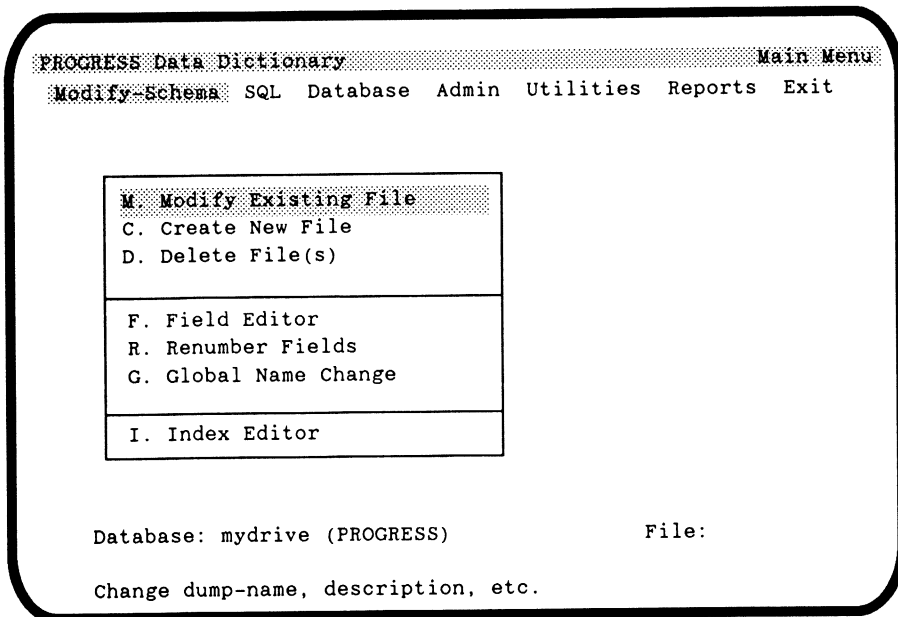 PROGRESS Data Dictionary Main Menu
Modify-Schema SQL Database Admin Utilities Reports Exit
M. Modify Existing File
C. Create New File
D. Delete File(s)
F. Field Editor
R. Renumber Fields
G. Global Name Change
I. Index Editor
Database: mydrive (PROGRESS) File:
Change dump-name, description, etc.